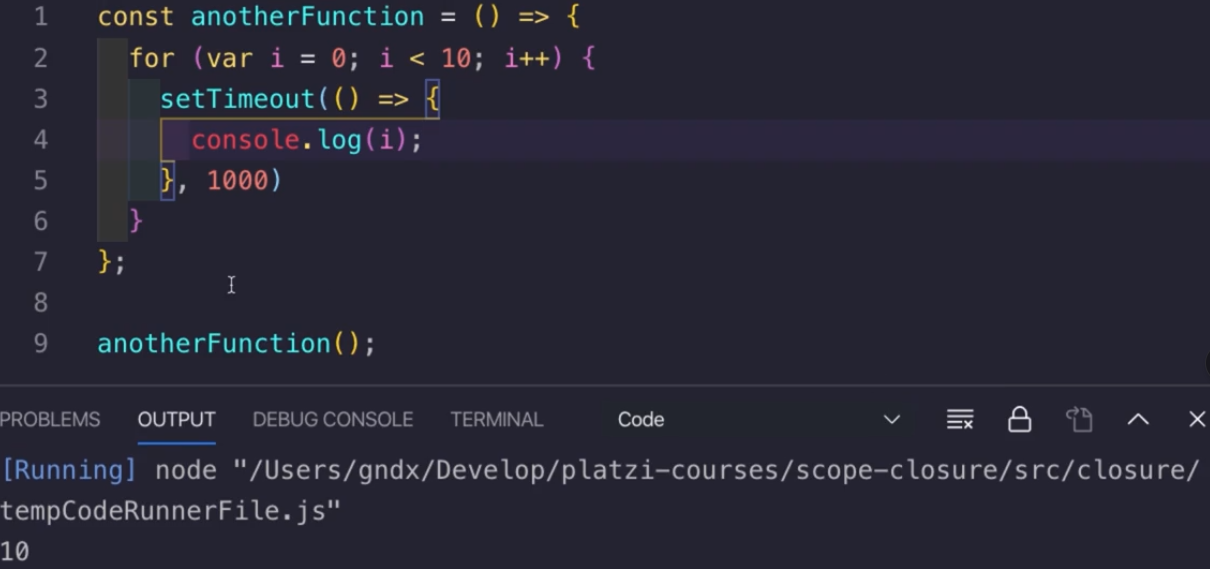 1 const anotherFunction = () => {
2 for (var i = 0; i < 10; i++) {
3 setTimeout(() => {
4 console.log(i);
5 }, 1000)
6 }
7 };
8
9 anotherFunction();
PROBLEMS OUTPUT DEBUG CONSOLE TERMINAL Code
[Running] node "/Users/gndx/Develop/platzi-courses/scope-closure/src/closure/
tempCodeRunnerFile.js"
10